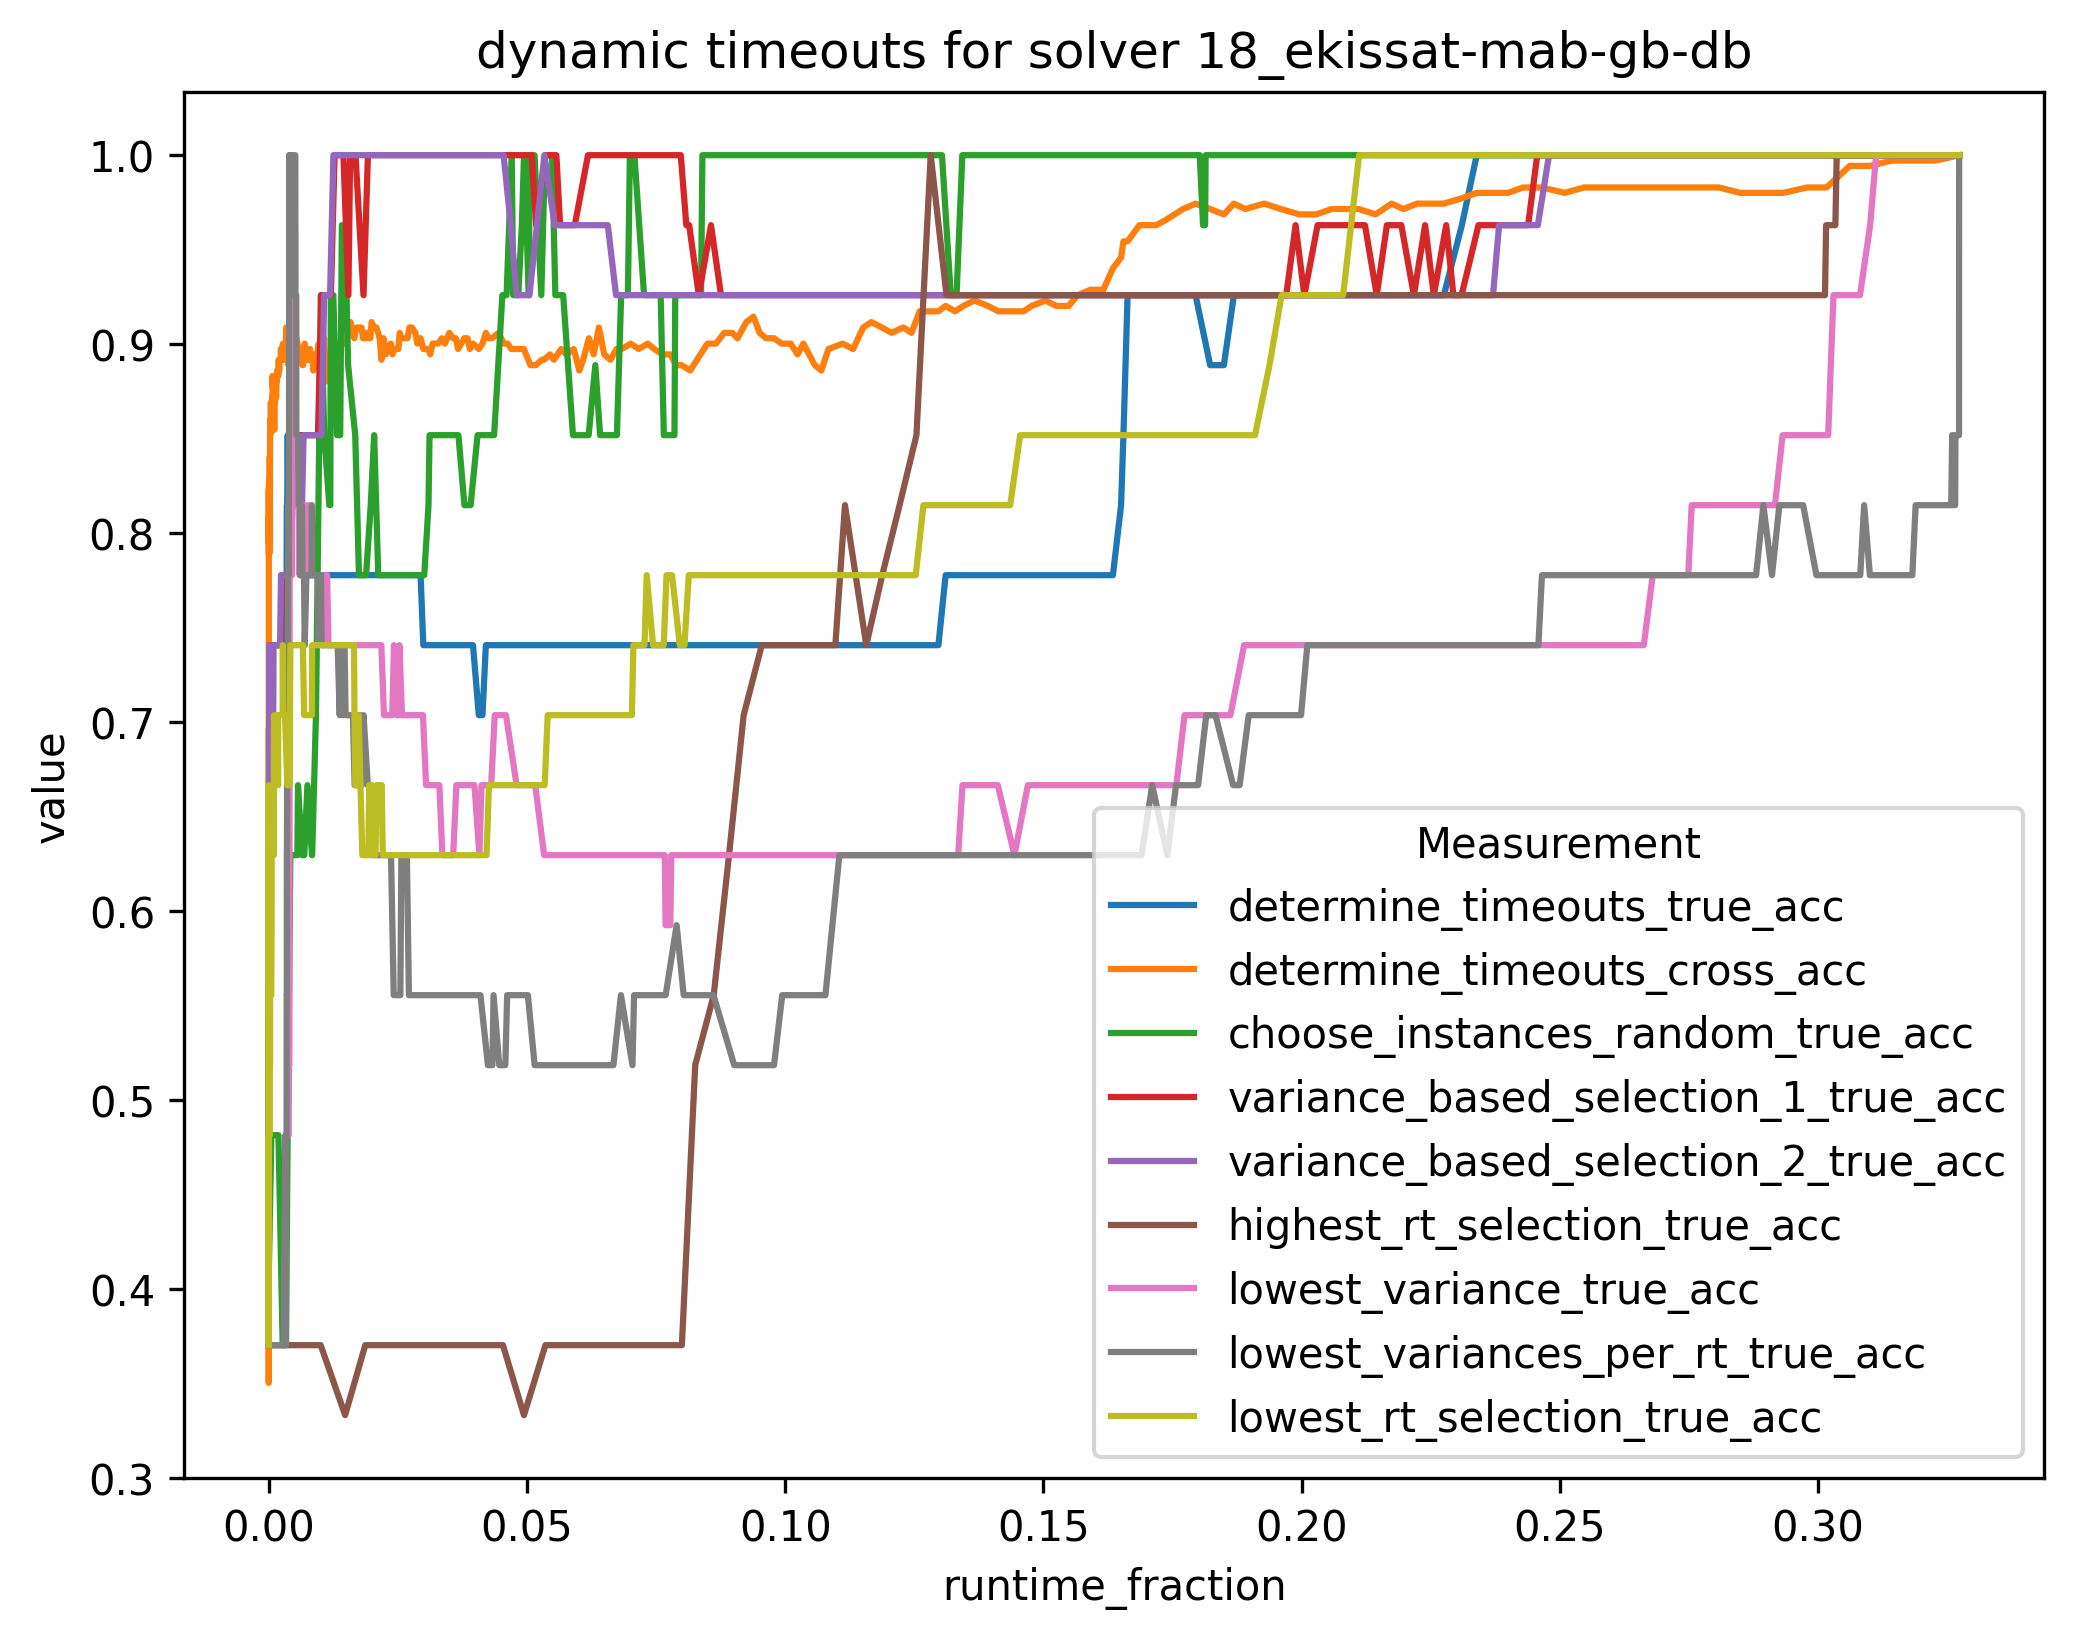 dynamic timeouts for solver 18_ekissat-mab-gb-db
1.0
0.9
0.8
0.7
0.6
0.5
0.4
0.3
value
0.00 0.05 0.10 0.15 0.20 0.25 0.30
runtime_fraction
Measurement
determine_timeouts_true_acc
determine_timeouts_cross_acc
choose_instances_random_true_acc
variance_based_selection_1_true_acc
variance_based_selection_2_true_acc
highest_rt_selection_true_acc
lowest_variance_true_acc
lowest_variances_per_rt_true_acc
lowest_rt_selection_true_acc